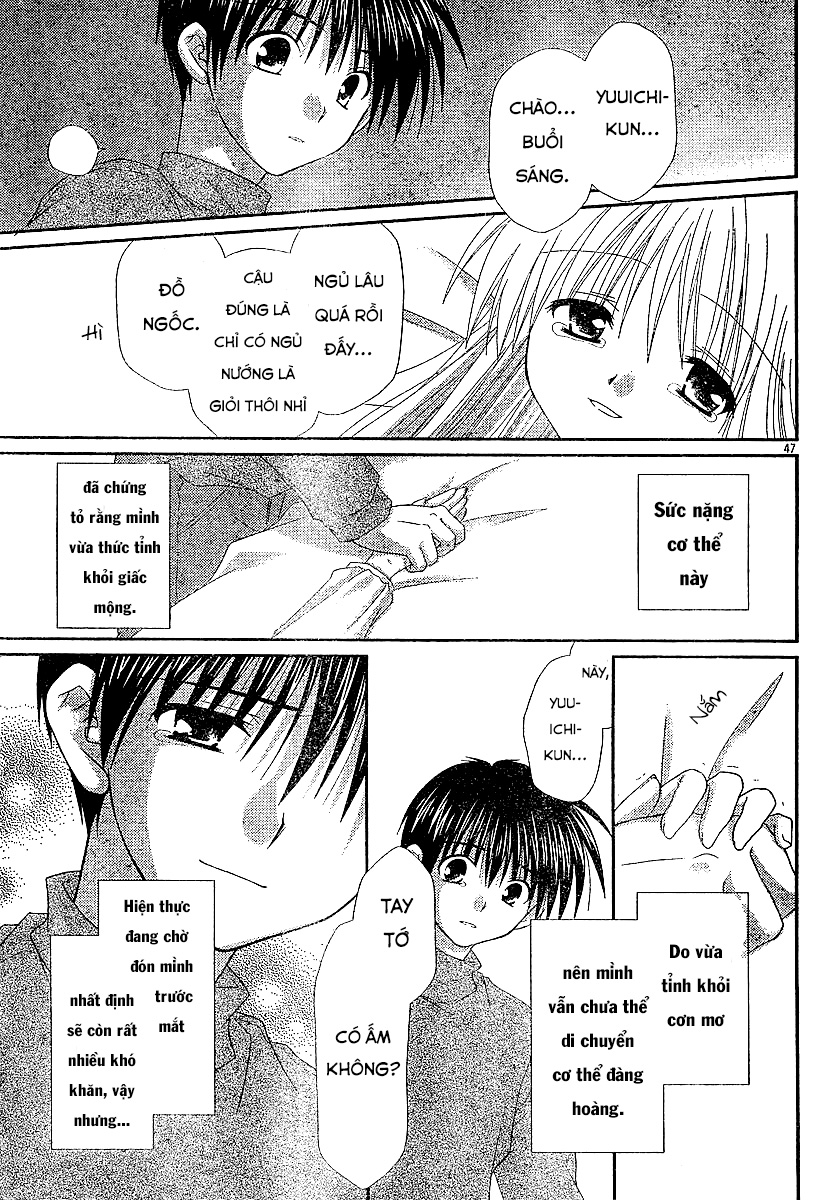 YUUICHI-
KUN...
CHÀO...
BUỔI
SÁNG.
NGỦ LÂU
QUÁ RỒI
ĐẤY...
CẬU
ĐÚNG LÀ
CHỈ CÓ NGỦ
NƯỚNG LÀ
GIỎI THÔI NHỈ
ĐỒ
NGỐC.
HÌ
47
Sức nặng
cơ thể
này
đã chứng
tỏ rằng mình
vừa thức tỉnh
khỏi giấc
mộng.
Nắm
Do vừa
tỉnh khỏi
cơn mơ
nên mình
vẫn chưa thể
di chuyển
cơ thể đàng
hoàng.
NÀY,
YUU-
ICHI-
KUN...
TAY
TỚ
CÓ ẤM
KHÔNG?
Hiện thực
đang chờ
đón mình
trước
mắt
nhất định
sẽ còn rất
nhiều khó
khăn, vậy
nhưng...